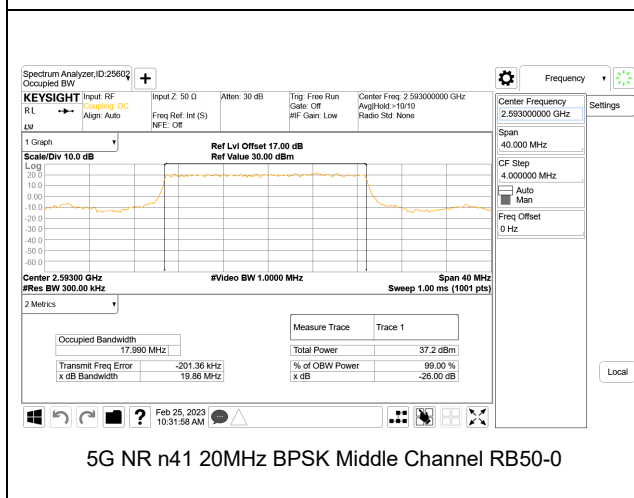 Spectrum Analyzer,ID:25602
Occupied BW
+
Frequency
KEYSIGHT
R L
Input: RF
Coupling: DC
Align: Auto
Input Z: 50 Ω
Freq Ref: Int (S)
NFE: Off
Atten: 30 dB
Trig: Free Run
Gate: Off
#IF Gain: Low
Center Freq: 2.593000000 GHz
Avg|Hold:>10/10
Radio Std: None
Center Frequency
2.593000000 GHz
Settings
Span
40.000 MHz
CF Step
4.000000 MHz
Auto
Man
Freq Offset
0 Hz
Local
1 Graph
Scale/Div 10.0 dB
Ref Lvl Offset 17.00 dB
Ref Value 30.00 dBm
Log
20.0
10.0
0.00
-10.0
-20.0
-30.0
-40.0
-50.0
-60.0
Center 2.59300 GHz
#Res BW 300.00 kHz
#Video BW 1.0000 MHz
Span 40 MHz
Sweep 1.00 ms (1001 pts)
2 Metrics
Occupied Bandwidth
17.990 MHz
Transmit Freq Error -201.36 kHz
x dB Bandwidth 19.86 MHz
Measure Trace Trace 1
Total Power 37.2 dBm
% of OBW Power 99.00 %
x dB -26.00 dB
?
Feb 25, 2023
10:31:58 AM
5G NR n41 20MHz BPSK Middle Channel RB50-0